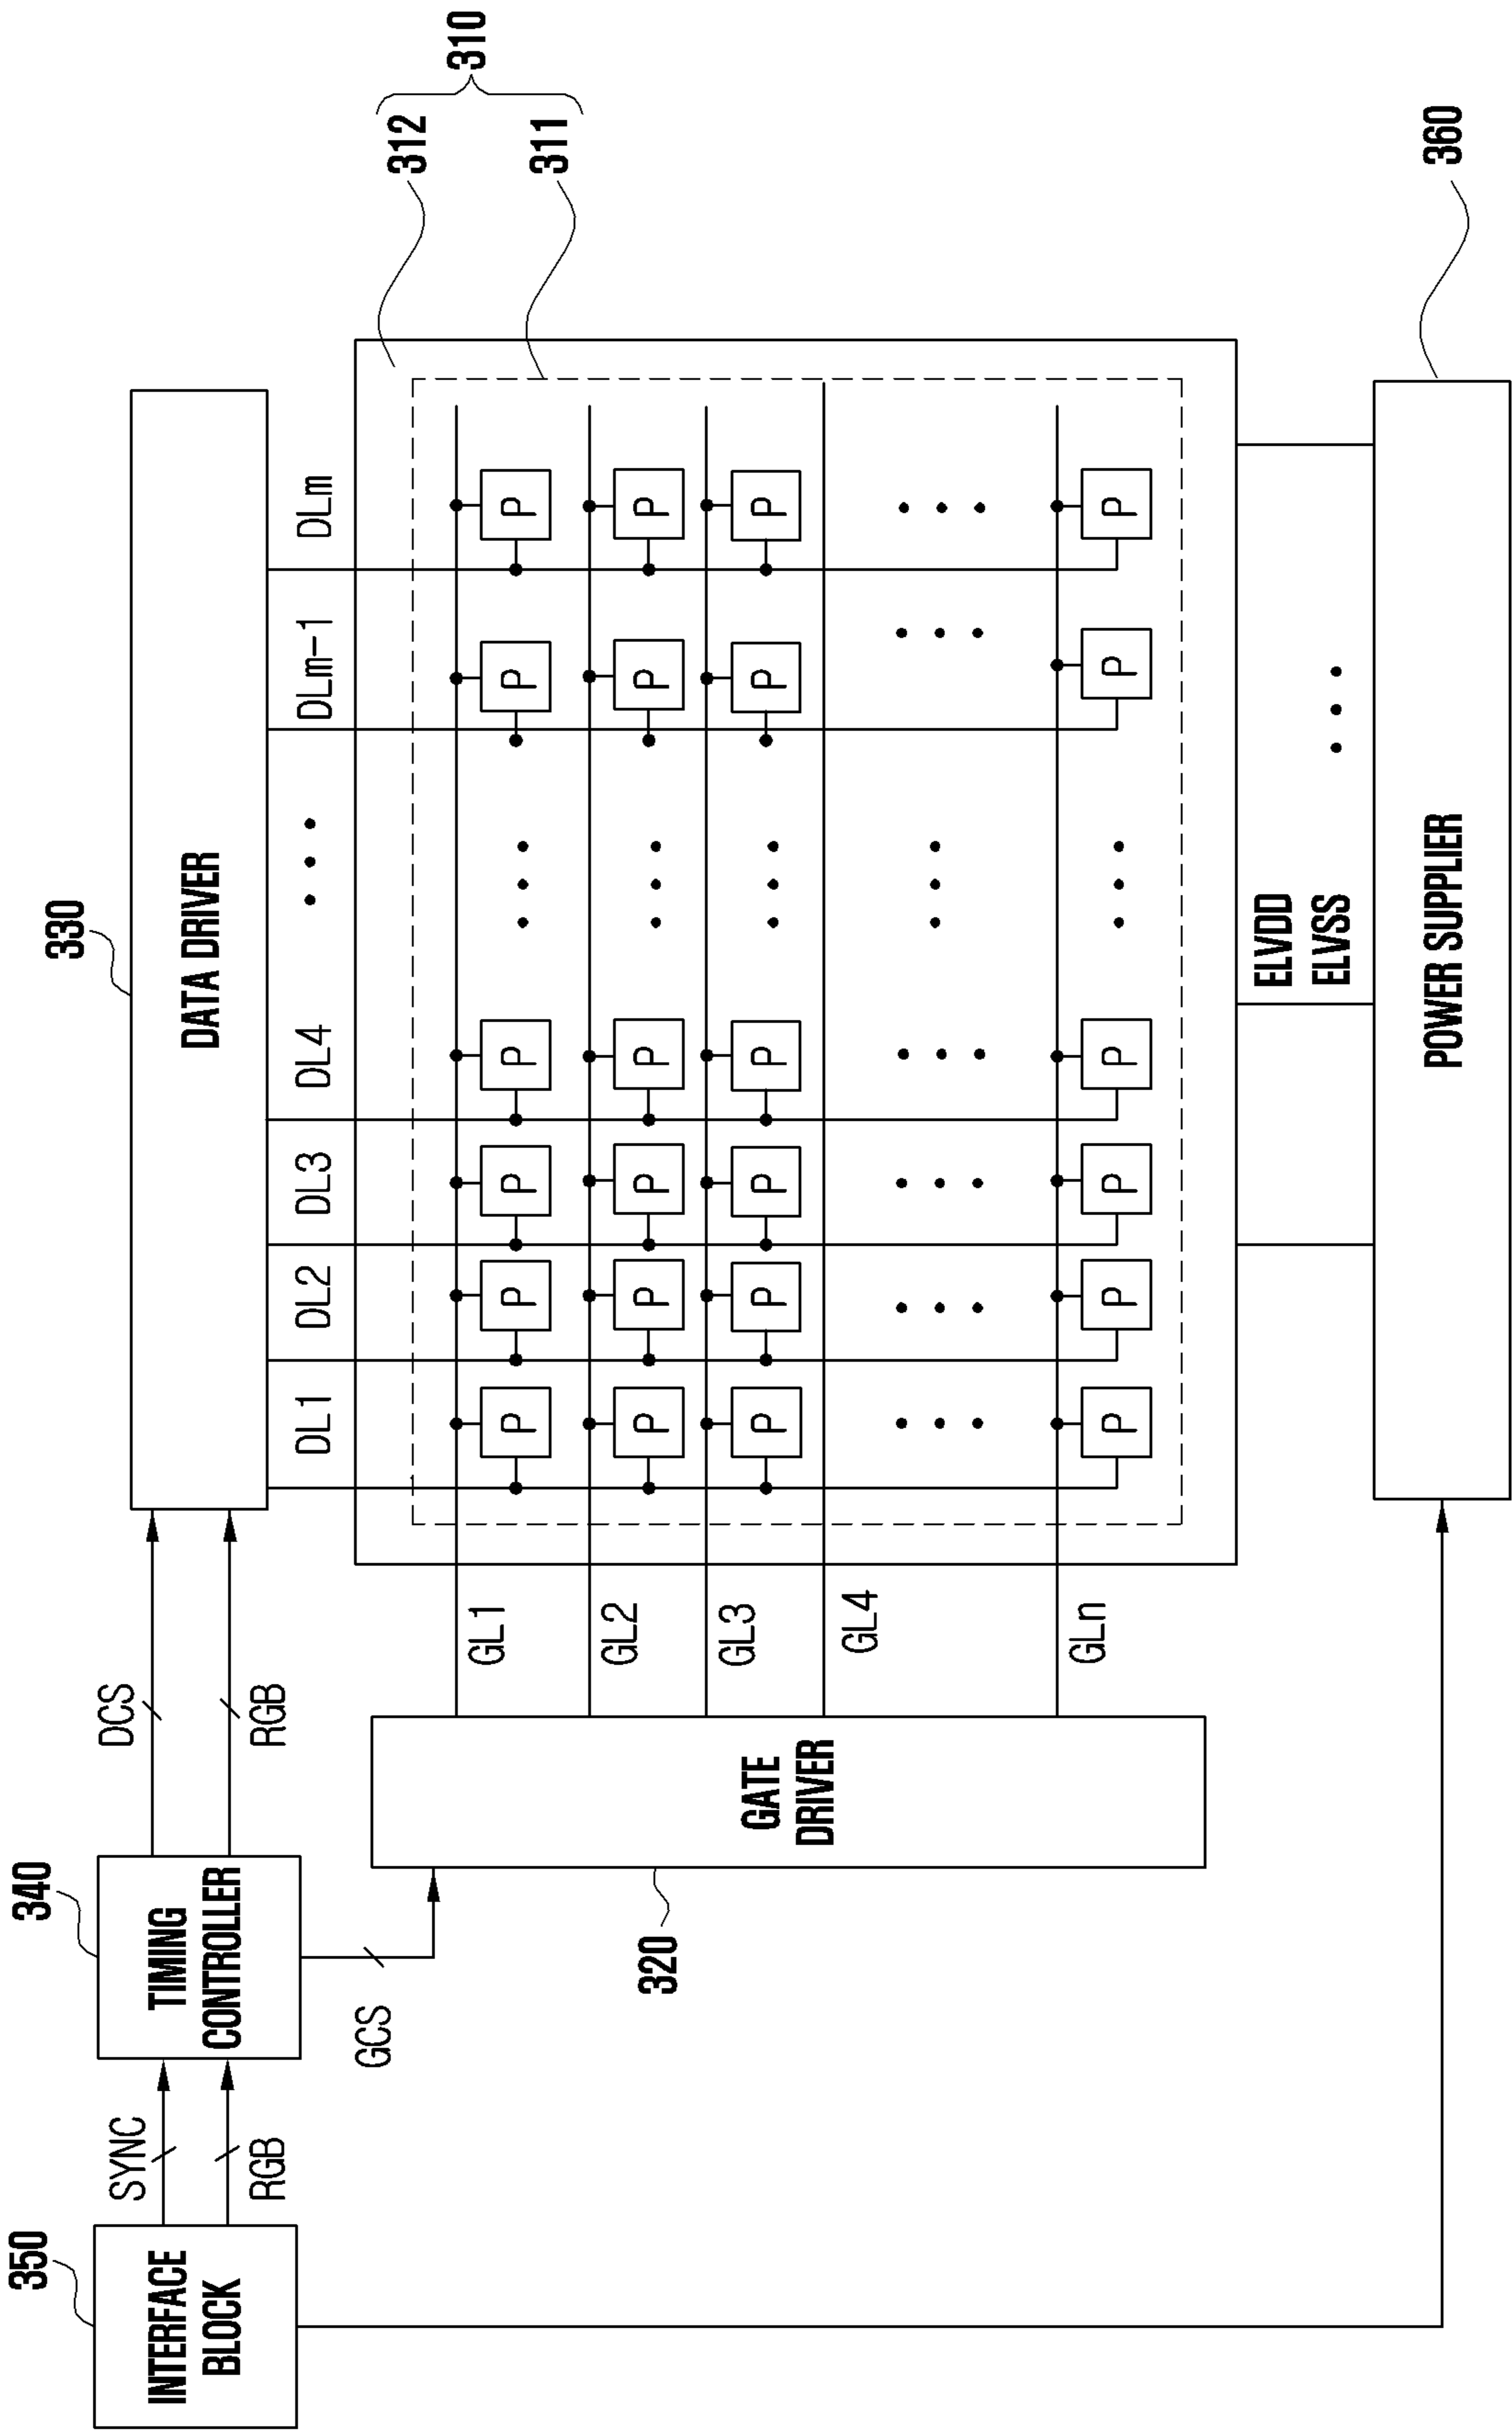 350
INTERFACE
BLOCK
SYNC
RGB
340
TIMING
CONTROLLER
DCS
RGB
GCS
330
DATA DRIVER
320
GATE
DRIVER
310
312
311
DL1
DL2
DL3
DL4
DLm-1
DLm
GL1
P
P
P
P
P
P
GL2
P
P
P
P
P
P
GL3
P
P
P
P
P
P
GL4
GLn
P
P
P
P
P
P
ELVDD
ELVSS
POWER SUPPLIER
360